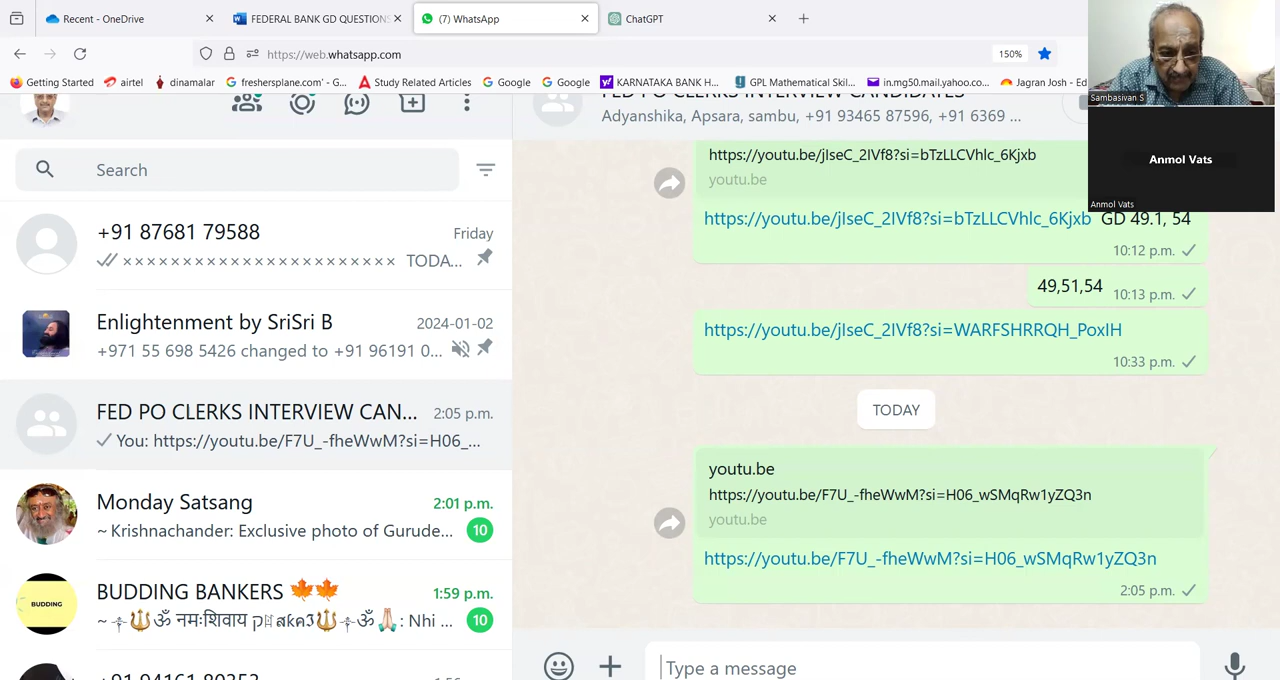 Recent - OneDrive
FEDERAL BANK GD QUESTIONS
(7) WhatsApp
ChatGPT
https://web.whatsapp.com
150%
Getting Started
airtel
dinamalar
freshersplane.com' - G...
Study Related Articles
Google
Google
KARNATAKA BANK H...
GPL Mathematical Skil...
in.mg50.mail.yahoo.co...
Jagran Josh - Ed
Sambasivan S
Anmol Vats
Anmol Vats
Search
+91 87681 79588
Friday
××××××××××××××××××××××× TODA...
Enlightenment by SriSri B
2024-01-02
+971 55 698 5426 changed to +91 96191 0...
FED PO CLERKS INTERVIEW CAN...
2:05 p.m.
You: https://youtu.be/F7U_-fheWwM?si=H06_...
Monday Satsang
2:01 p.m.
~ Krishnachander: Exclusive photo of Gurude...
10
BUDDING
BUDDING BANKERS 🍁🍁
1:59 p.m.
🔱ॐ नमःशिवाय 🔱ॐ🙏🏻: Nhi ...
10
FED PO CLERKS INTERVIEW CANDIDATES
Adyanshika, Apsara, sambu, +91 93465 87596, +91 6369 ...
https://youtu.be/jIseC_2IVf8?si=bTzLLCVhlc_6Kjxb
youtu.be
https://youtu.be/jIseC_2IVf8?si=bTzLLCVhlc_6Kjxb GD 49.1, 54
10:12 p.m.
49,51,54
10:13 p.m.
https://youtu.be/jIseC_2IVf8?si=WARFSHRRQH_PoxIH
10:33 p.m.
TODAY
youtu.be
https://youtu.be/F7U_-fheWwM?si=H06_wSMqRw1yZQ3n
youtu.be
https://youtu.be/F7U_-fheWwM?si=H06_wSMqRw1yZQ3n
2:05 p.m.
Type a message